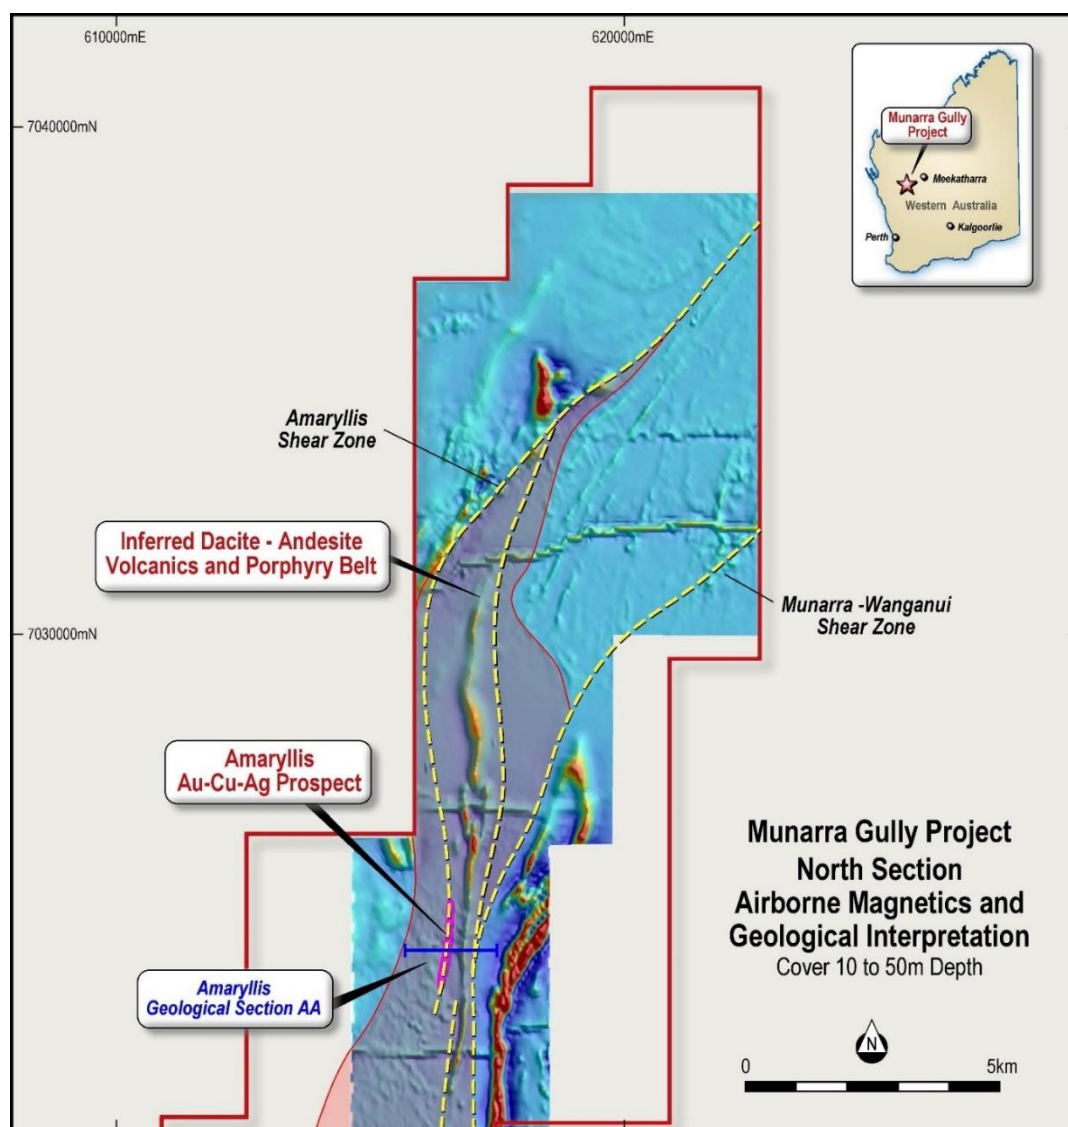 610000mE
620000mE
7040000mN
Munarra Gully
Project
Meekatharra
Western Australia
Kalgoorlie
Perth
Amaryllis
Shear Zone
Inferred Dacite - Andesite
Volcanics and Porphyry Belt
Munarra -Wanganui
Shear Zone
7030000mN
Amaryllis
Au-Cu-Ag Prospect
Munarra Gully Project
North Section
Airborne Magnetics and
Geological Interpretation
Cover 10 to 50m Depth
Amaryllis
Geological Section AA
N
0
5km